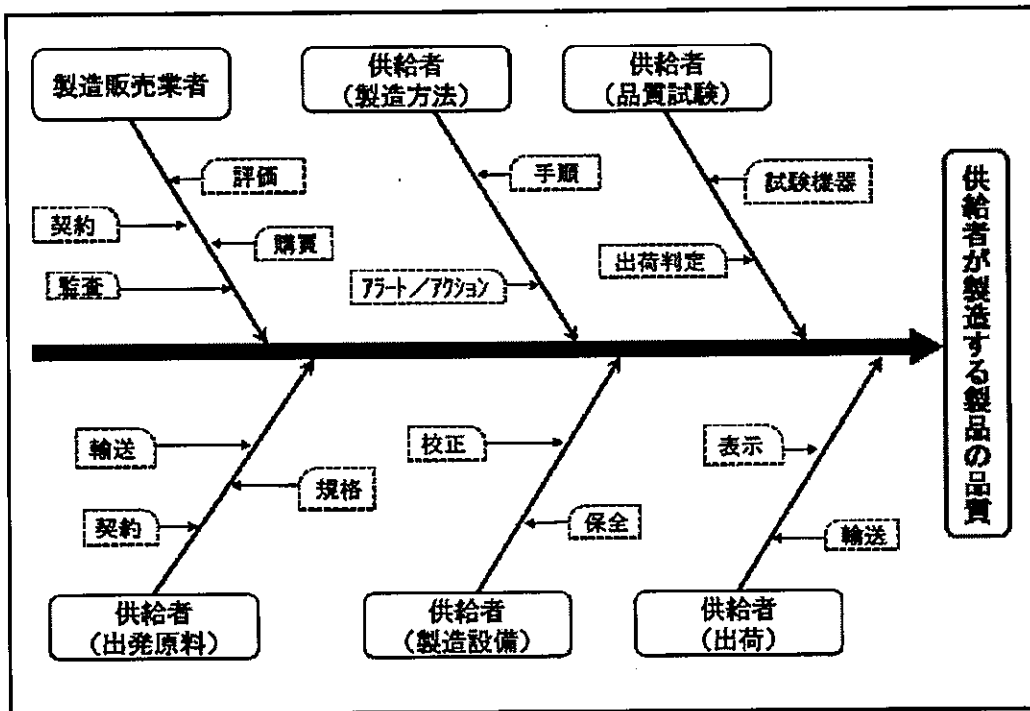 製造販売業者
供給者
（製造方法）
供給者
（品質試験）
評価
契約
購買
監査
手順
アラート／アクション
試験機器
出荷判定
供給者が製造する製品の品質
輸送
規格
契約
校正
保全
表示
輸送
供給者
（出発原料）
供給者
（製造設備）
供給者
（出荷）